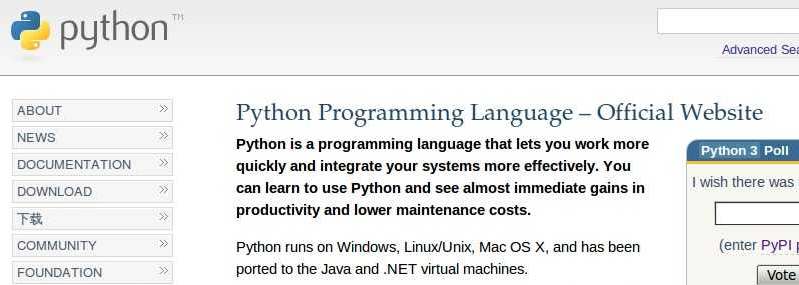 python™
Advanced
ABOUT
NEWS
DOCUMENTATION
DOWNLOAD
下载
COMMUNITY
FOUNDATION
Python Programming Language – Official Website
Python is a programming language that lets you work more
quickly and integrate your systems more effectively. You
can learn to use Python and see almost immediate gains in
productivity and lower maintenance costs.
Python runs on Windows, Linux/Unix, Mac OS X, and has been
ported to the Java and .NET virtual machines.
Python 3 Poll
I wish there was
(enter PyPI
Vote